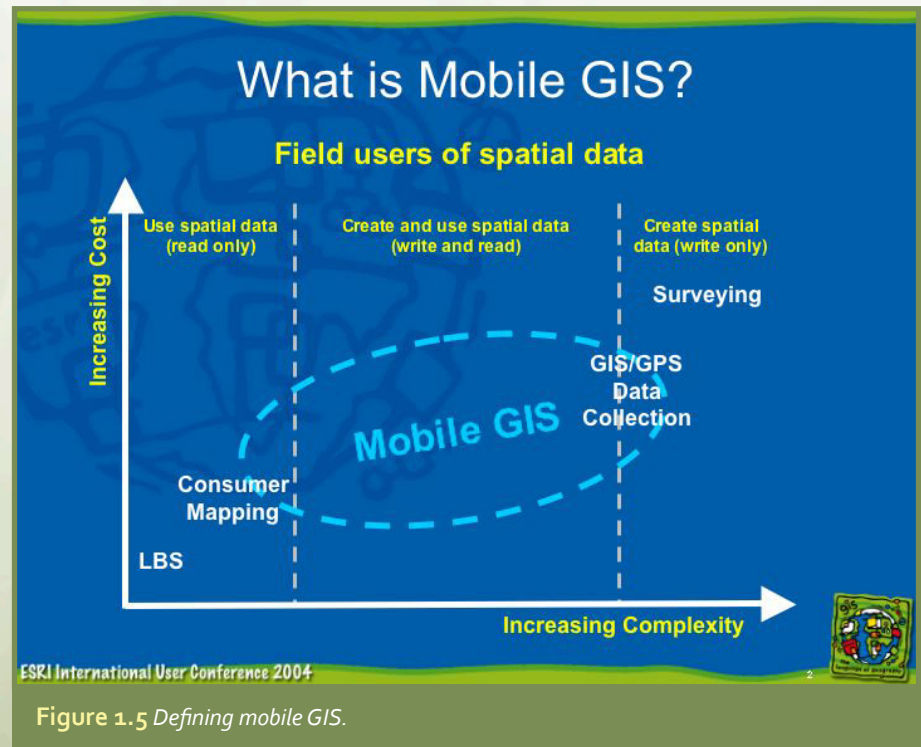 What is Mobile GIS?
Field users of spatial data
Increasing Cost
Use spatial data
(read only)
Create and use spatial data
(write and read)
Create spatial
data (write only)
Surveying
GIS/GPS
Data
Collection
Mobile GIS
Consumer
Mapping
LBS
Increasing Complexity
ESRI International User Conference 2004
2
Figure 1.5 Defining mobile GIS.